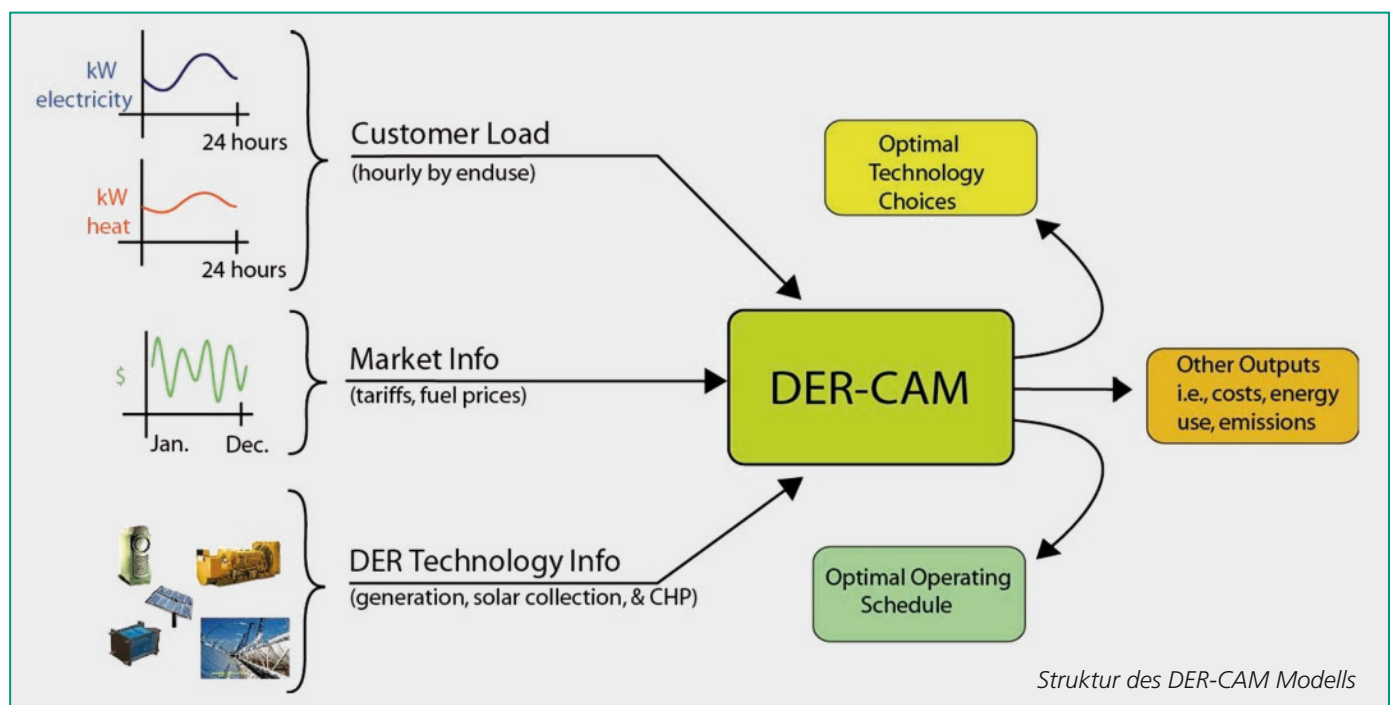 kW
electricity
24 hours
kW
heat
24 hours
Customer Load
(hourly by enduse)
$
Jan.
Dec.
Market Info
(tariffs, fuel prices)
DER Technology Info
(generation, solar collection, & CHP)
DER-CAM
Optimal
Technology
Choices
Other Outputs
i.e., costs, energy
use, emissions
Optimal Operating
Schedule
Struktur des DER-CAM Modells